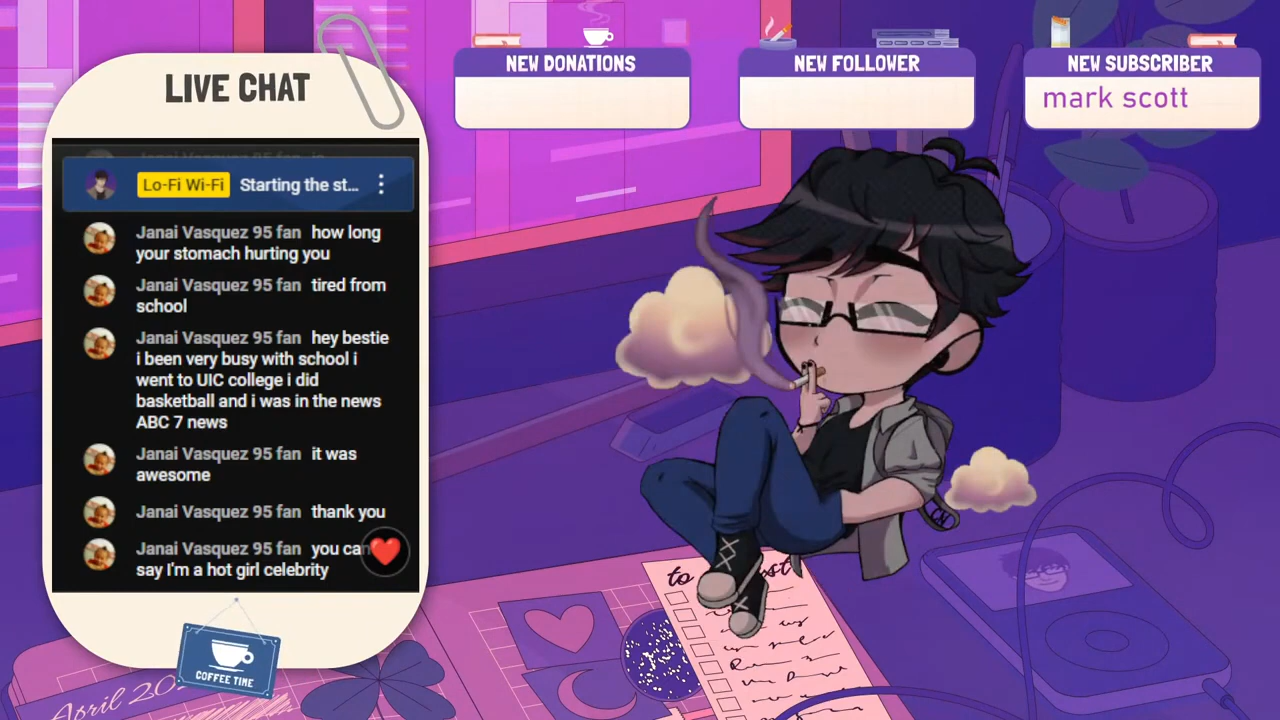 NEW DONATIONS
NEW FOLLOWER
NEW SUBSCRIBER
mark scott
LIVE CHAT
Lo-Fi Wi-Fi Starting the st...
Janai Vasquez 95 fan how long
your stomach hurting you
Janai Vasquez 95 fan tired from
school
Janai Vasquez 95 fan hey bestie
i been very busy with school i
went to UIC college i did
basketball and i was in the news
ABC 7 news
Janai Vasquez 95 fan it was
awesome
Janai Vasquez 95 fan thank you
Janai Vasquez 95 fan you can
say I'm a hot girl celebrity
to
COFFEE TIME
April